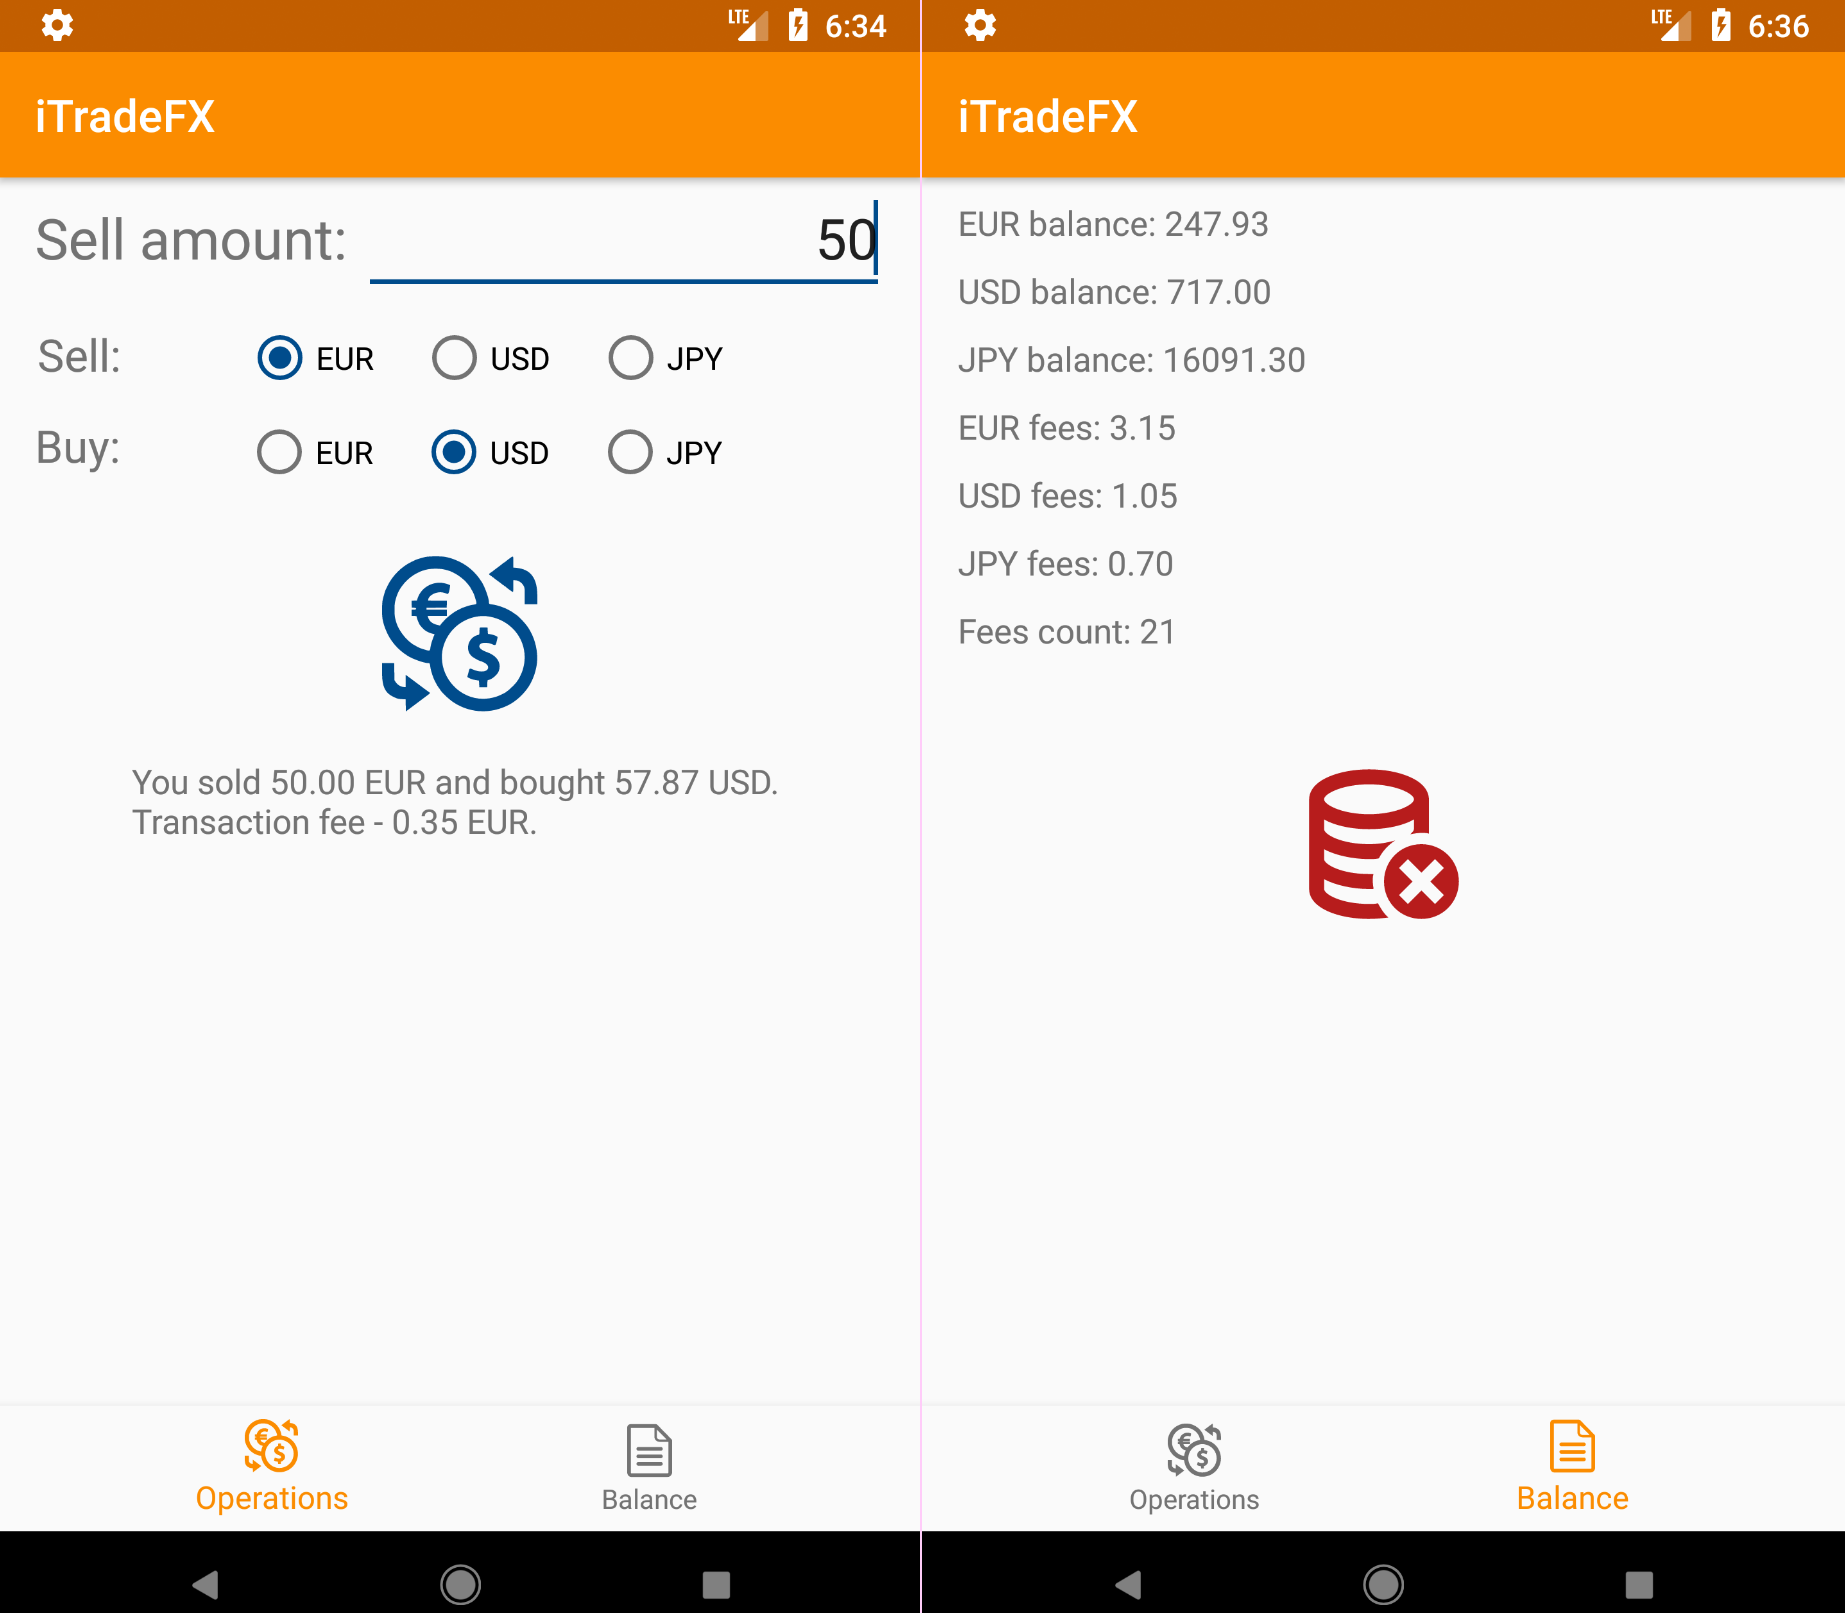 LTE 6:34
iTradeFX
Sell amount: 50
Sell: EUR USD JPY
Buy: EUR USD JPY
€
$
You sold 50.00 EUR and bought 57.87 USD.
Transaction fee - 0.35 EUR.
€ $
Operations Balance
LTE 6:36
iTradeFX
EUR balance: 247.93
USD balance: 717.00
JPY balance: 16091.30
EUR fees: 3.15
USD fees: 1.05
JPY fees: 0.70
Fees count: 21
€ $
Operations Balance